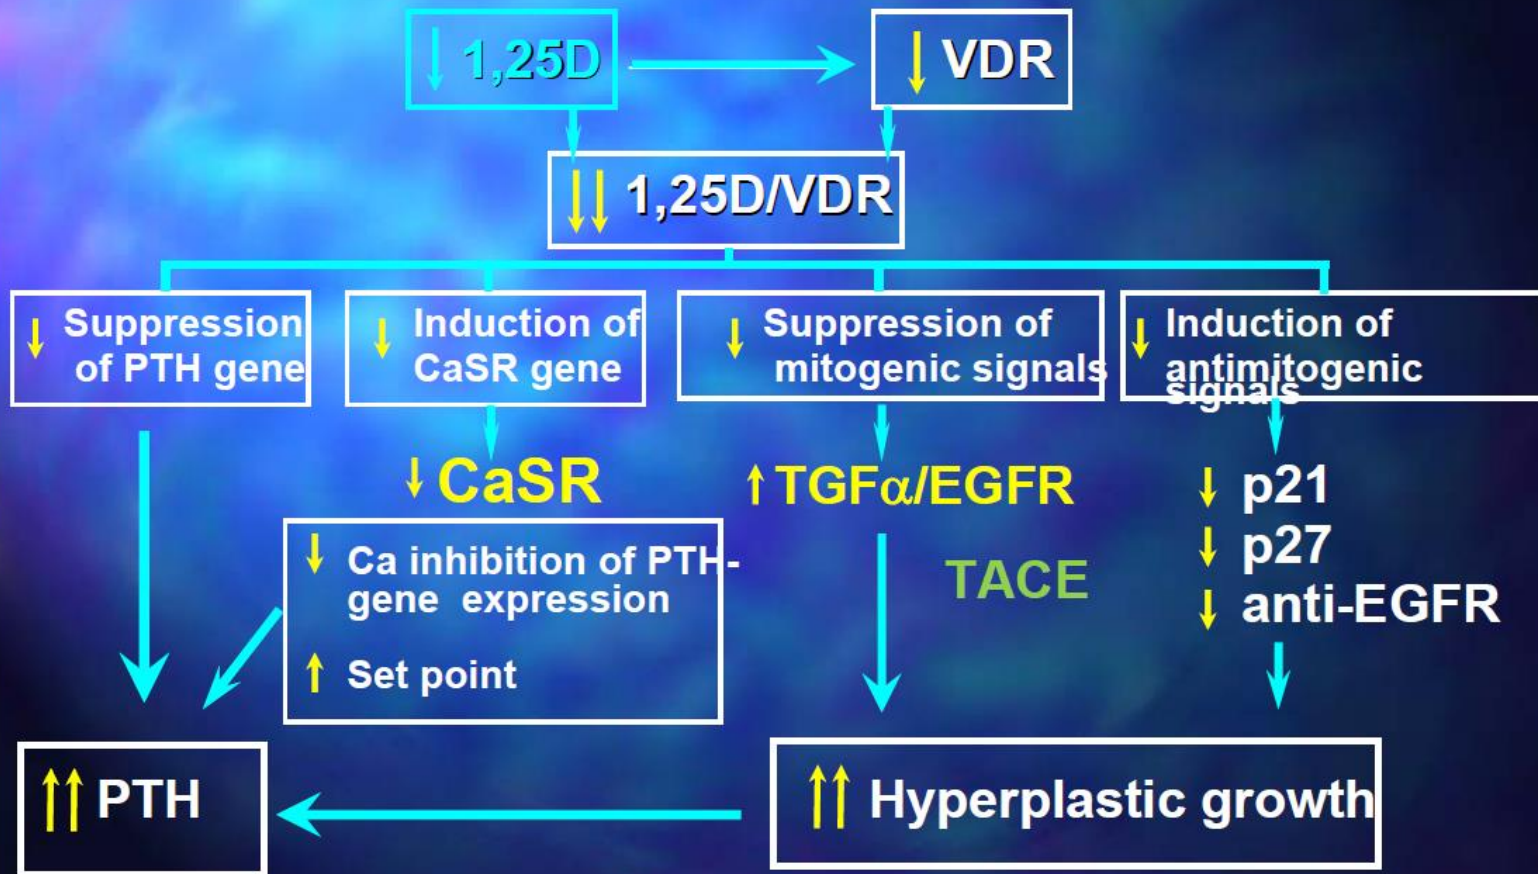 ↓ 1,25D
↓ VDR
↓↓ 1,25D/VDR
↓ Suppression
of PTH gene
↓ Induction of
CaSR gene
↓ Suppression of
mitogenic signals
↓ Induction of
antimitogenic
signals
↓ CaSR
↑ TGFα/EGFR
↓ p21
↓ p27
↓ anti-EGFR
↓ Ca inhibition of PTH-
gene expression
↑ Set point
TACE
↑↑ PTH
↑↑ Hyperplastic growth